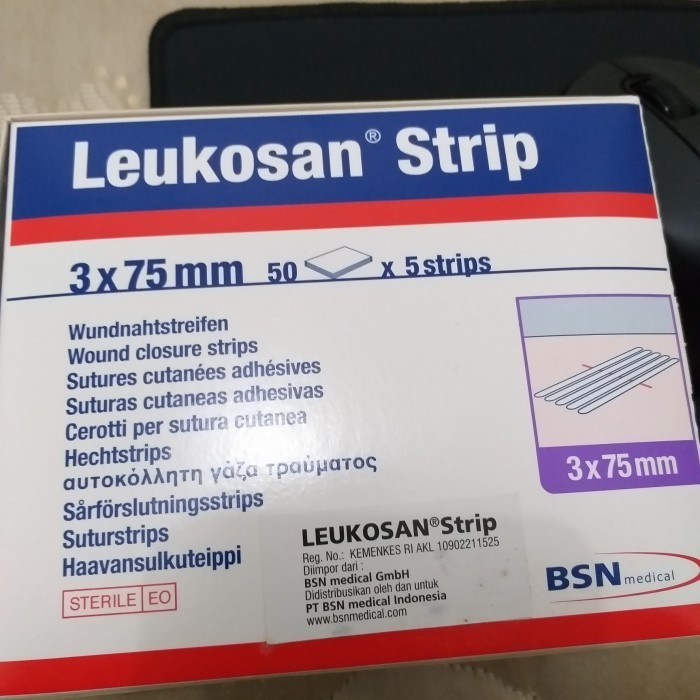 Leukosan® Strip
3 x 75 mm 50 x 5 strips
Wundnahtstreifen
Wound closure strips
Sutures cutanées adhésives
Suturas cutaneas adhesivas
Cerotti per sutura cutanea
Hechtstrips
αυτοκόλλητη γάζα τραύματος
Sårförslutningsstrips
Suturstrips
Haavansulkuteippi
STERILE EO
3 x 75 mm
LEUKOSAN®Strip
Reg. No.: KEMENKES RI AKL 10902211525
Diimpor dari :
BSN medical GmbH
Didistribusikan oleh dan untuk
PT BSN medical Indonesia
www.bsnmedical.com
BSN medical